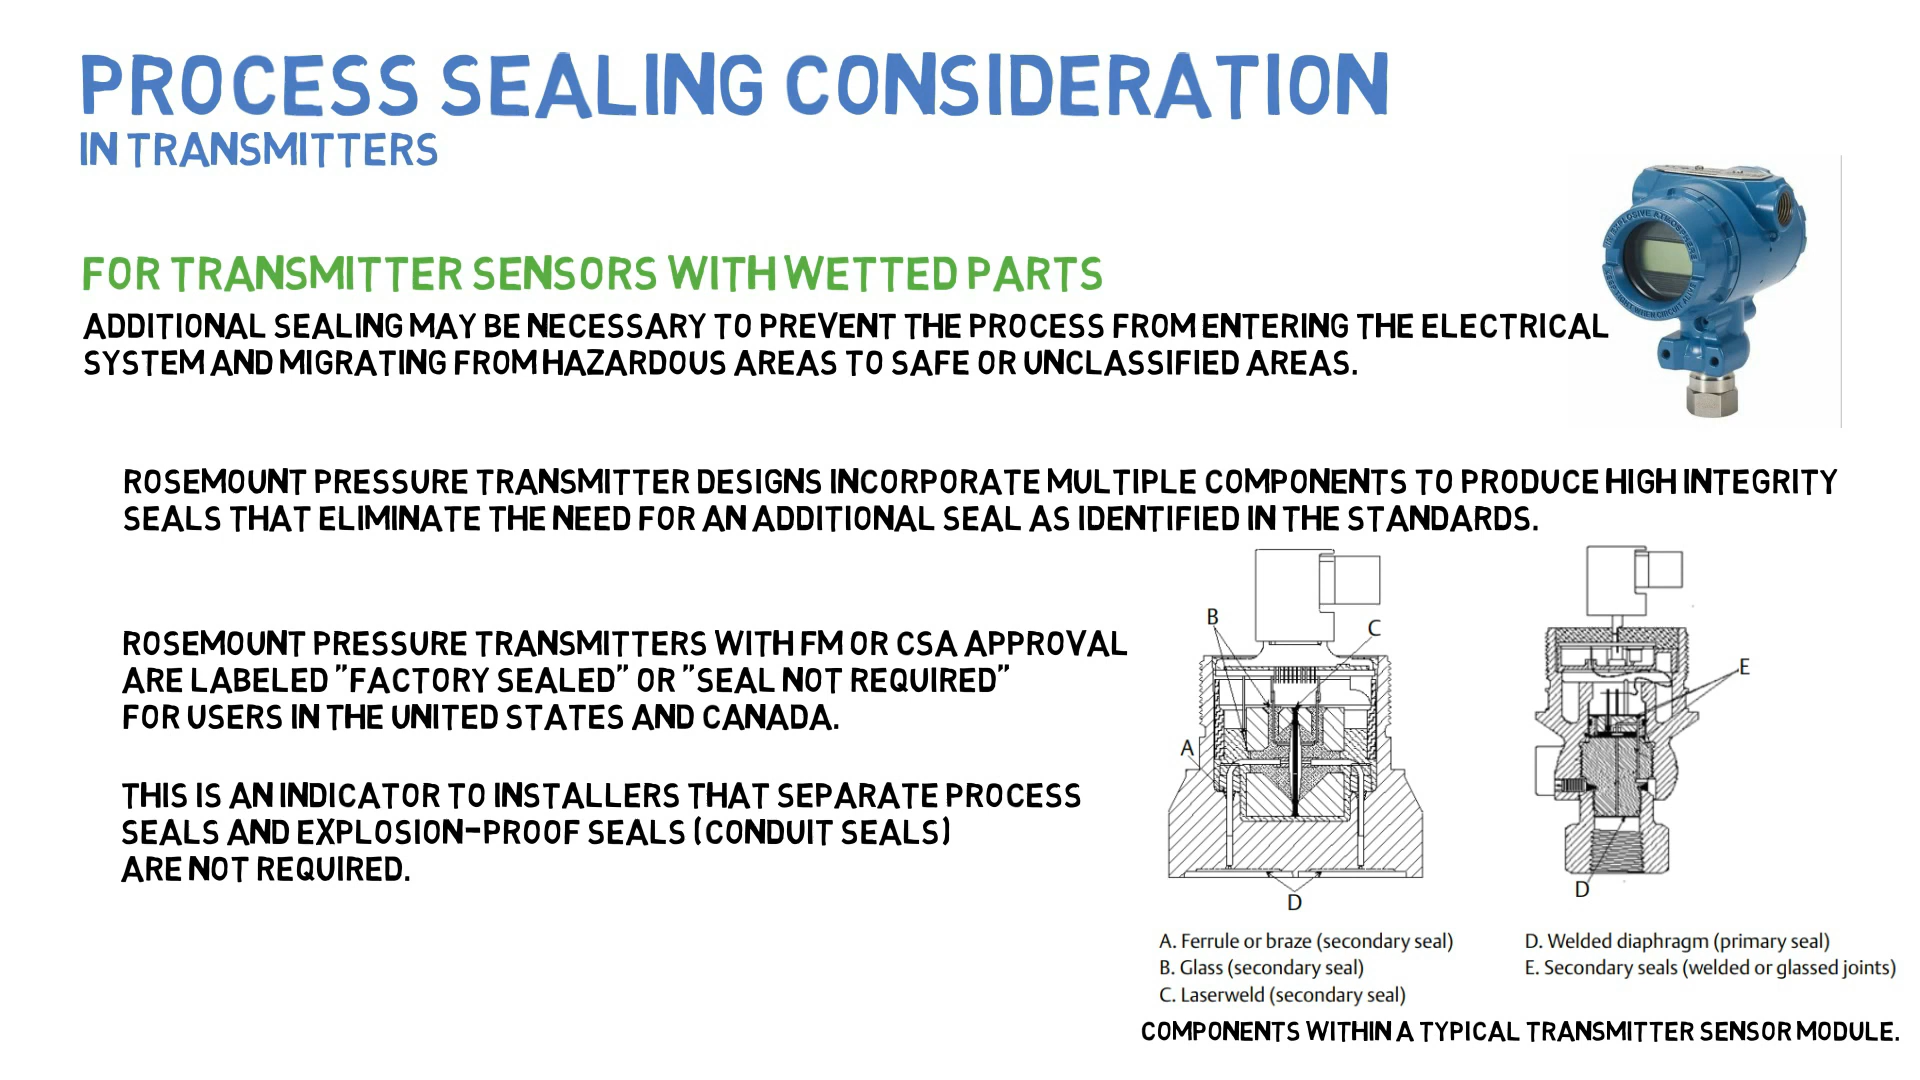 PROCESS SEALING CONSIDERATION
IN TRANSMITTERS
FOR TRANSMITTER SENSORS WITH WETTED PARTS
ADDITIONAL SEALING MAY BE NECESSARY TO PREVENT THE PROCESS FROM ENTERING THE ELECTRICAL
SYSTEM AND MIGRATING FROM HAZARDOUS AREAS TO SAFE OR UNCLASSIFIED AREAS.
ROSEMOUNT PRESSURE TRANSMITTER DESIGNS INCORPORATE MULTIPLE COMPONENTS TO PRODUCE HIGH INTEGRITY
SEALS THAT ELIMINATE THE NEED FOR AN ADDITIONAL SEAL AS IDENTIFIED IN THE STANDARDS.
ROSEMOUNT PRESSURE TRANSMITTERS WITH FM OR CSA APPROVAL
ARE LABELED "FACTORY SEALED" OR "SEAL NOT REQUIRED"
FOR USERS IN THE UNITED STATES AND CANADA.
THIS IS AN INDICATOR TO INSTALLERS THAT SEPARATE PROCESS
SEALS AND EXPLOSION-PROOF SEALS (CONDUIT SEALS)
ARE NOT REQUIRED.
B
C
A
D
E
D
A. Ferrule or braze (secondary seal)
B. Glass (secondary seal)
C. Laserweld (secondary seal)
D. Welded diaphragm (primary seal)
E. Secondary seals (welded or glassed joints)
COMPONENTS WITHIN A TYPICAL TRANSMITTER SENSOR MODULE.